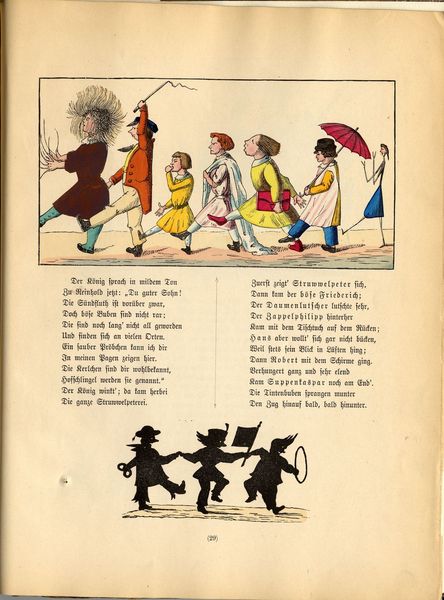 Der König sprach in mildem Ton
Zu Reinhold jetzt: „Du guter Sohn!
Die Sündfluth ist vorüber zwar,
Doch böse Buben sind nicht rar;
Die sind noch lang' nicht all geworden
Und finden sich an vielen Orten.
Ein sauber Pröbchen kann ich dir
In meinen Pagen zeigen hier.
Die Kerlchen sind dir wohlbekannt,
Hofschlingel werden sie genannt.“
Der König winkt'; da kam herbei
Die ganze Struwwelpeterei.
Zuerst zeigt' Struwwelpeter sich,
Dann kam der böse Friederich;
Der Daumenlutscher lutschte sehr,
Der Zappelphilipp hinterher
Kam mit dem Tischtuch auf dem Rücken;
Hans aber wollt' sich gar nicht bücken,
Weil stets sein Blick in Lüften hing;
Dann Robert mit dem Schirme ging.
Verhungert ganz und sehr elend
Kam Suppenkaspar noch am End'.
Die Tintenbuben sprangen munter
Den Zug hinauf bald, bald hinunter.
(29)